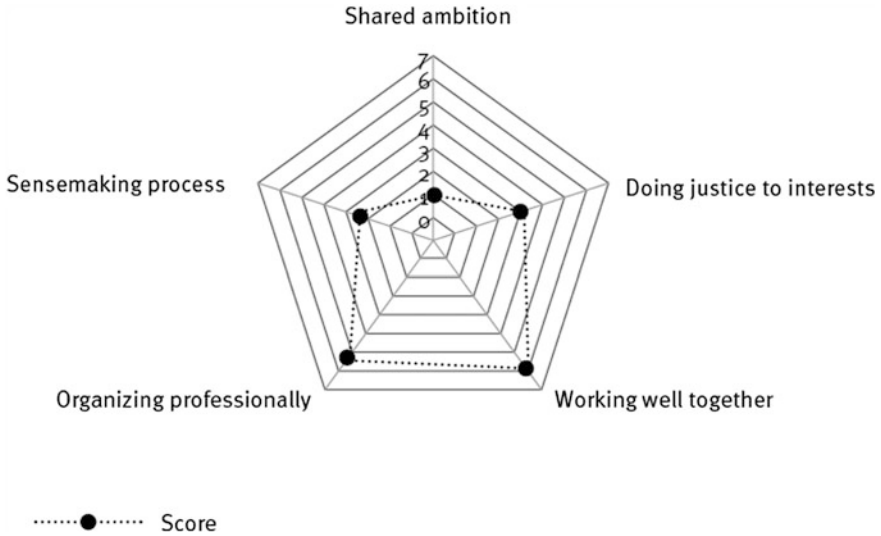 Shared ambition
7
6
5
4
3
2
1
0
Sensemaking process
Doing justice to interests
Organizing professionally
Working well together
Score